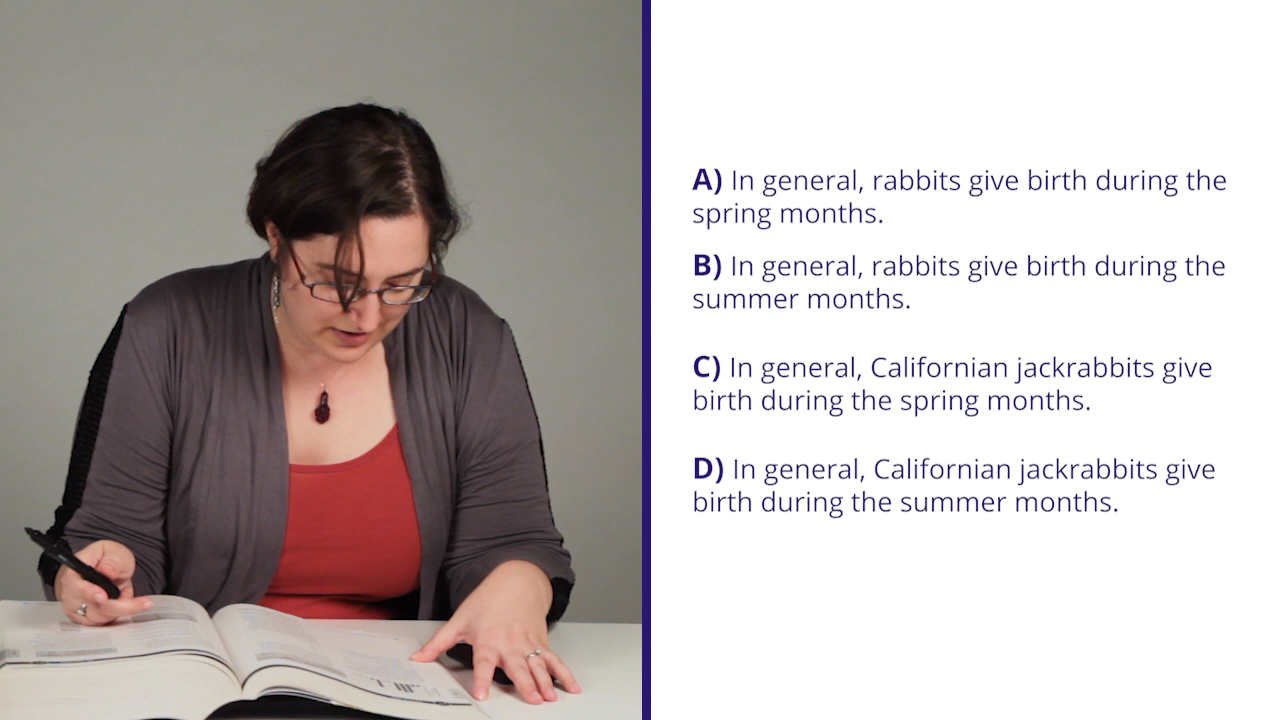 A) In general, rabbits give birth during the
spring months.
B) In general, rabbits give birth during the
summer months.
C) In general, Californian jackrabbits give
birth during the spring months.
D) In general, Californian jackrabbits give
birth during the summer months.